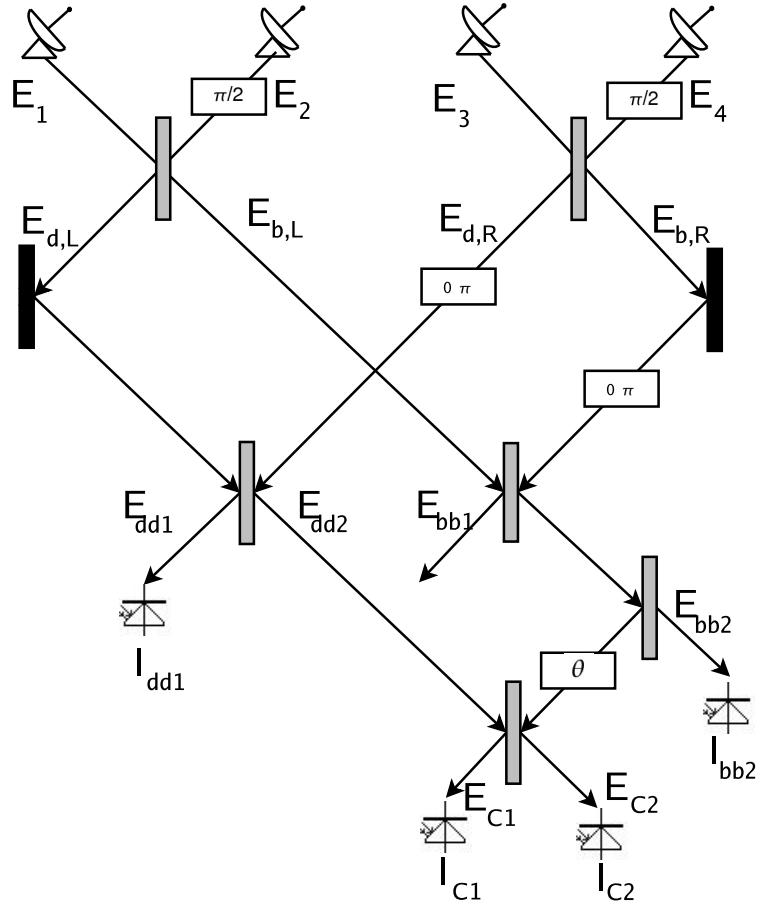 π/2
π/2
E1
E2
E3
E4
Ed,L
Eb,L
Ed,R
Eb,R
0 π
0 π
Edd1
Edd2
Ebb1
Ebb2
θ
Idd1
Ibb2
EC1
EC2
IC1
IC2